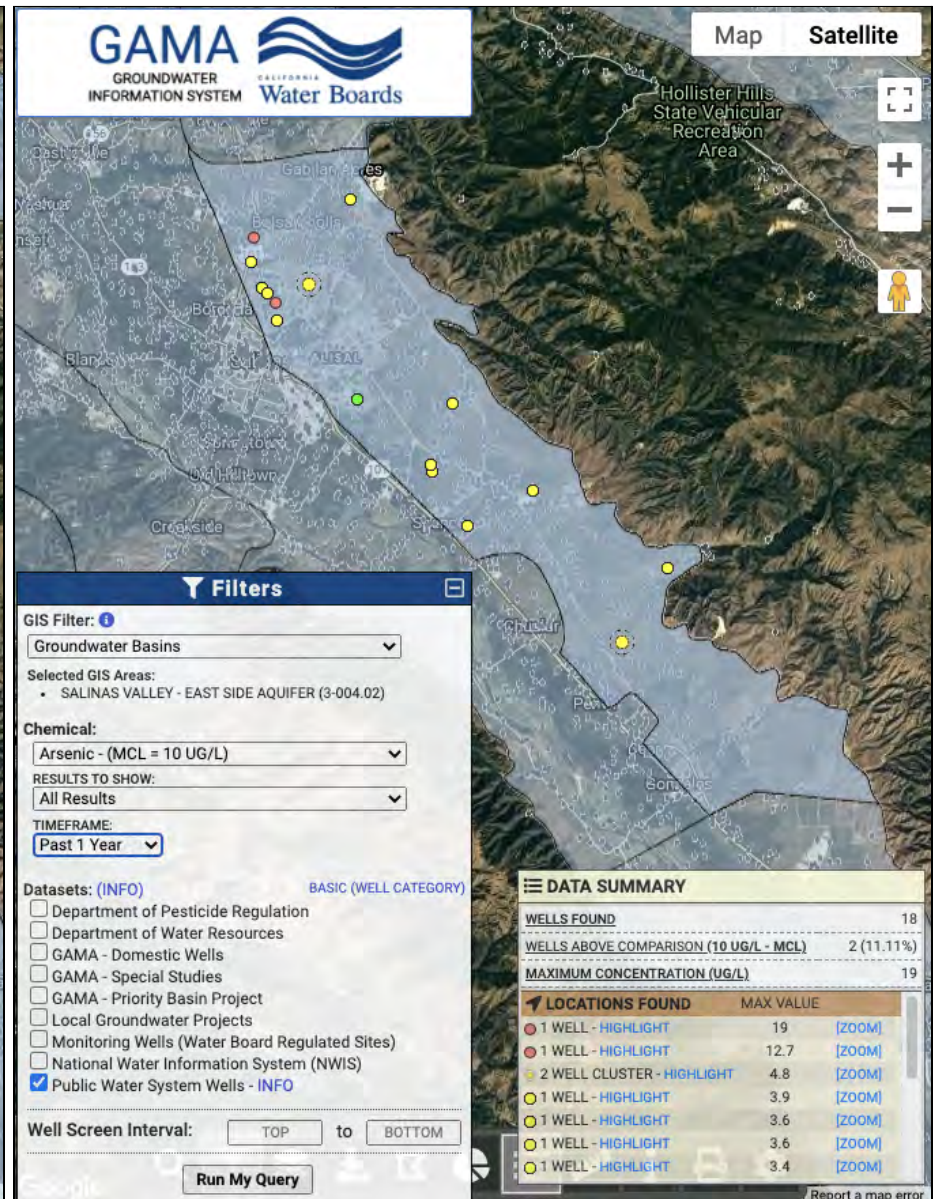 GAMA
GROUNDWATER
INFORMATION SYSTEM
CALIFORNIA
Water Boards
Map Satellite
Hollister Hills
State Vehicular
Recreation
Area
156
Castroville
183
Boronda
ALISAL
Spreckels
Old Hilltown
101
Creekside
Chualar
Gonzales
Filters
GIS Filter:
Groundwater Basins
Selected GIS Areas:
• SALINAS VALLEY - EAST SIDE AQUIFER (3-004.02)
Chemical:
Arsenic - (MCL = 10 UG/L)
RESULTS TO SHOW:
All Results
TIMEFRAME:
Past 1 Year
Datasets: (INFO) BASIC (WELL CATEGORY)
Department of Pesticide Regulation
Department of Water Resources
GAMA - Domestic Wells
GAMA - Special Studies
GAMA - Priority Basin Project
Local Groundwater Projects
Monitoring Wells (Water Board Regulated Sites)
National Water Information System (NWIS)
Public Water System Wells - INFO
Well Screen Interval: TOP to BOTTOM
Run My Query
Google
DATA SUMMARY
WELLS FOUND 18
WELLS ABOVE COMPARISON (10 UG/L - MCL) 2 (11.11%)
MAXIMUM CONCENTRATION (UG/L) 19
LOCATIONS FOUND MAX VALUE
1 WELL - HIGHLIGHT 19 [ZOOM]
1 WELL - HIGHLIGHT 12.7 [ZOOM]
2 WELL CLUSTER - HIGHLIGHT 4.8 [ZOOM]
1 WELL - HIGHLIGHT 3.9 [ZOOM]
1 WELL - HIGHLIGHT 3.6 [ZOOM]
1 WELL - HIGHLIGHT 3.6 [ZOOM]
1 WELL - HIGHLIGHT 3.4 [ZOOM]
Report a map error